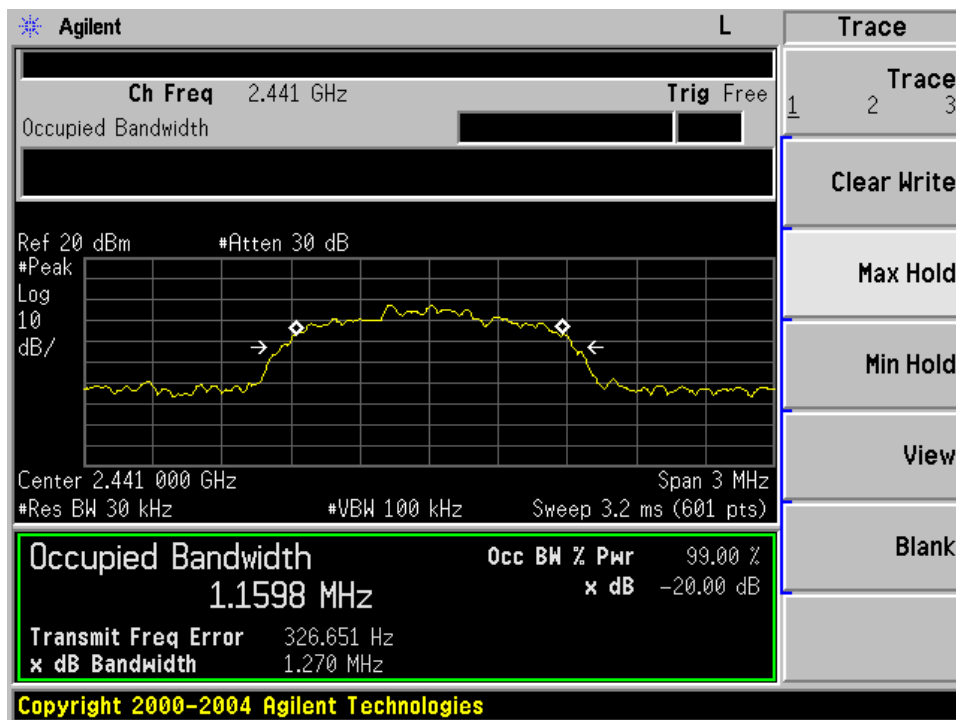 Agilent L Trace
Ch Freq 2.441 GHz Trig Free
Occupied Bandwidth
Trace
1 2 3
Clear Write
Max Hold
Min Hold
View
Blank
Ref 20 dBm #Atten 30 dB
#Peak
Log
10
dB/
Center 2.441 000 GHz Span 3 MHz
#Res BW 30 kHz #VBW 100 kHz Sweep 3.2 ms (601 pts)
Occupied Bandwidth Occ BW % Pwr 99.00 %
1.1598 MHz x dB -20.00 dB
Transmit Freq Error 326.651 Hz
x dB Bandwidth 1.270 MHz
Copyright 2000-2004 Agilent Technologies